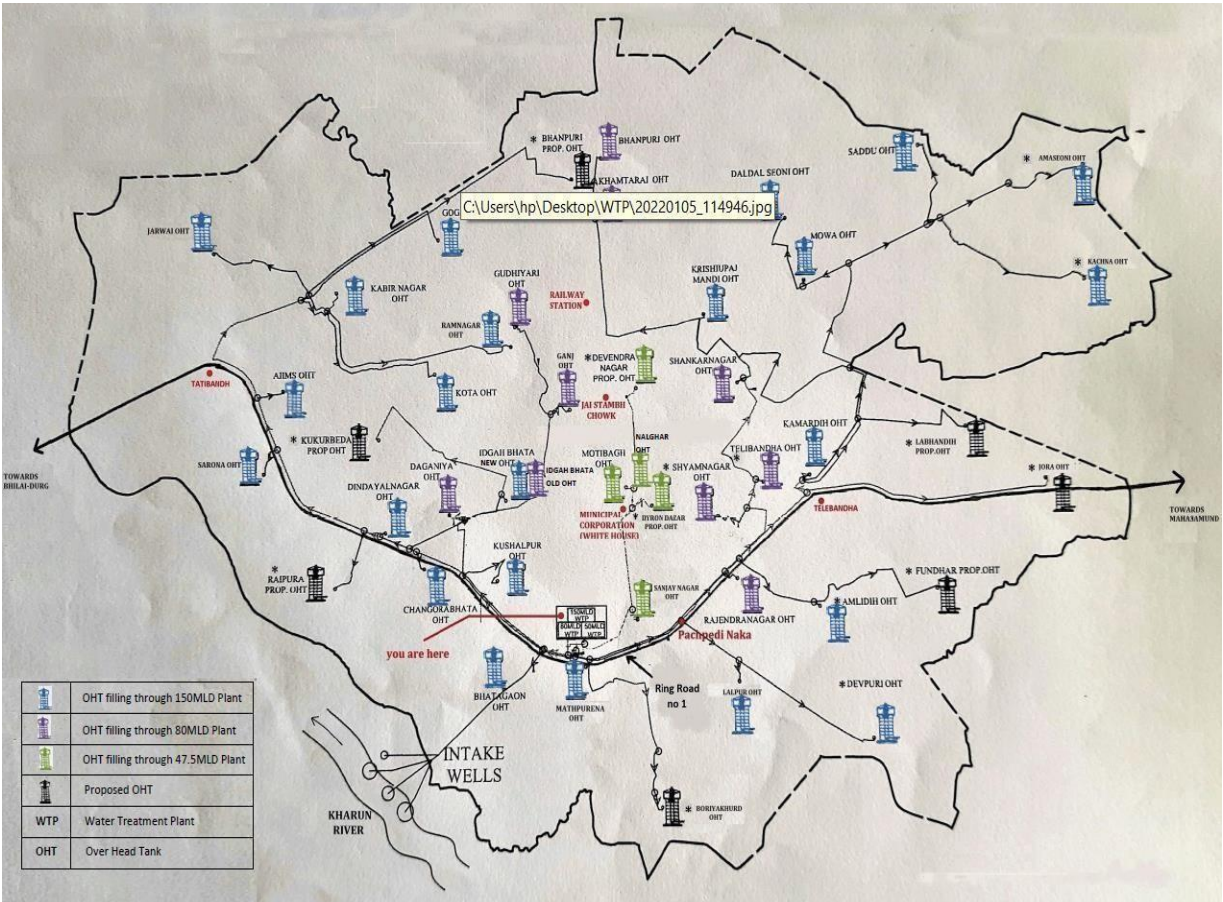 * BHANPURI
PROP. OHT
BHANPURI OHT
AKHAMTARAI OHT
DALDAL SEONI OHT
SADDU OHT
* AMASEONI OHT
C:\Users\hp\Desktop\WTP\20220105_114946.jpg
GOG
JARWAI OHT
MOWA OHT
* KACHNA OHT
KABIR NAGAR
OHT
GUDHIYARI
OHT
RAILWAY
STATION
KRISHIUPAJ
MANDI OHT
RAMNAGAR
OHT
GANJ
OHT
* DEVENDRA
NAGAR
PROP. OHT
SHANKARNAGAR
OHT
TATIBANDH
AIIMS OHT
KOTA OHT
JAI STAMBH
CHOWK
* KUKURBEDA
PROP OHT
KAMARDIH OHT
* LABHANDIH
PROP.OHT
NALGHAR
OHT
TELIBANDHA OHT
*
TOWARDS
BHILAI-DURG
SARONA OHT
DAGANIYA
OHT
IDGAH BHATA
NEW OHT
IDGAH BHATA
OLD OHT
MOTIBAGH
OHT
* SHYAMNAGAR
OHT
* JORA OHT
DINDAYALNAGAR
OHT
MUNICIPAL
CORPORATION
(WHITE HOUSE)
* BYRON DAZAR
PROP. OHT
TELEBANDHA
TOWARDS
MAHASAMUND
KUSHALPUR
OHT
*
RAIPURA
PROP. OHT
CHANGORABHATA
OHT
SANJAY NAGAR
OHT
RAJENDRANAGAR OHT
* FUNDHAR PROP.OHT
* AMLIDIH OHT
150MLD
WTP
80MLD
WTP
50MLD
WTP
you are here
Pachpedi Naka
BHATAGAON
OHT
MATHPURENA
OHT
Ring Road
no 1
LALPUR OHT
* DEVPURI OHT
INTAKE
WELLS
KHARUN
RIVER
* BORIYAKHURD
OHT
OHT filling through 150MLD Plant
OHT filling through 80MLD Plant
OHT filling through 47.5MLD Plant
Proposed OHT
WTP Water Treatment Plant
OHT Over Head Tank